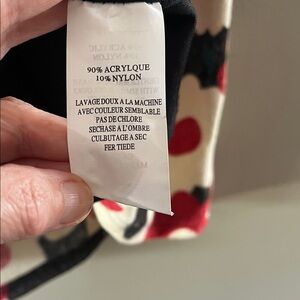 90% ACRYLIQUE
10% NYLON
LAVAGE DOUX A LA MACHINE
AVEC COULEUR SEMBLABLE
PAS DE CHLORE
SECHASE A L'OMBRE
CULBUTAGE A SEC
FER TIEDE